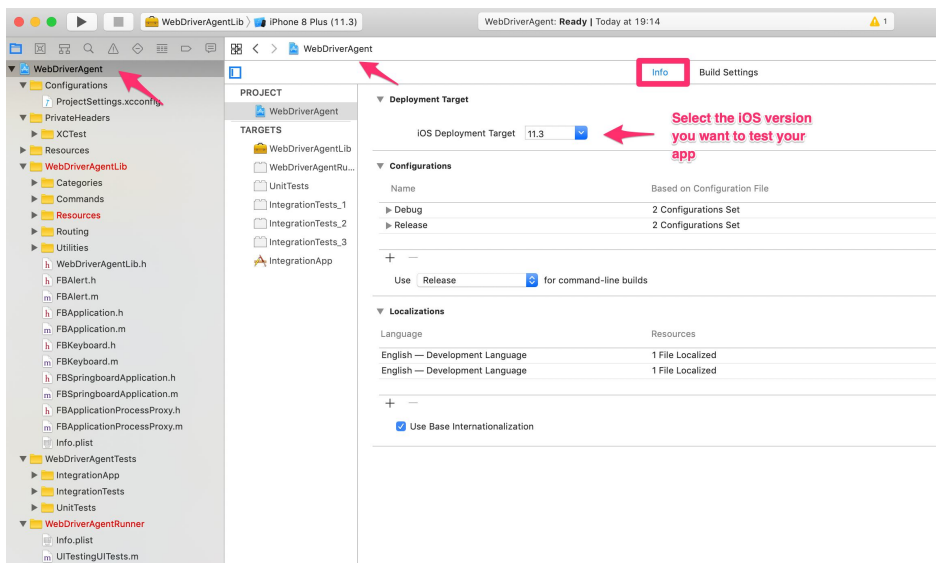 WebDriverAgentLib
iPhone 8 Plus (11.3)
WebDriverAgent: Ready | Today at 19:14
1
WebDriverAgent
WebDriverAgent
Info
Build Settings
Configurations
ProjectSettings.xcconfig
PrivateHeaders
XCTest
Resources
WebDriverAgentLib
Categories
Commands
Resources
Routing
Utilities
WebDriverAgentLib.h
FBAlert.h
FBAlert.m
FBApplication.h
FBApplication.m
FBKeyboard.h
FBKeyboard.m
FBSpringboardApplication.h
FBSpringboardApplication.m
FBApplicationProcessProxy.h
FBApplicationProcessProxy.m
Info.plist
WebDriverAgentTests
IntegrationApp
IntegrationTests
UnitTests
WebDriverAgentRunner
Info.plist
UITestingUITests.m
PROJECT
WebDriverAgent
TARGETS
WebDriverAgentLib
WebDriverAgentRu...
UnitTests
IntegrationTests_1
IntegrationTests_2
IntegrationTests_3
IntegrationApp
Deployment Target
iOS Deployment Target 11.3
Select the iOS version
you want to test your
app
Configurations
Name Based on Configuration File
Debug 2 Configurations Set
Release 2 Configurations Set
Use Release for command-line builds
Localizations
Language Resources
English — Development Language 1 File Localized
English — Development Language 1 File Localized
Use Base Internationalization